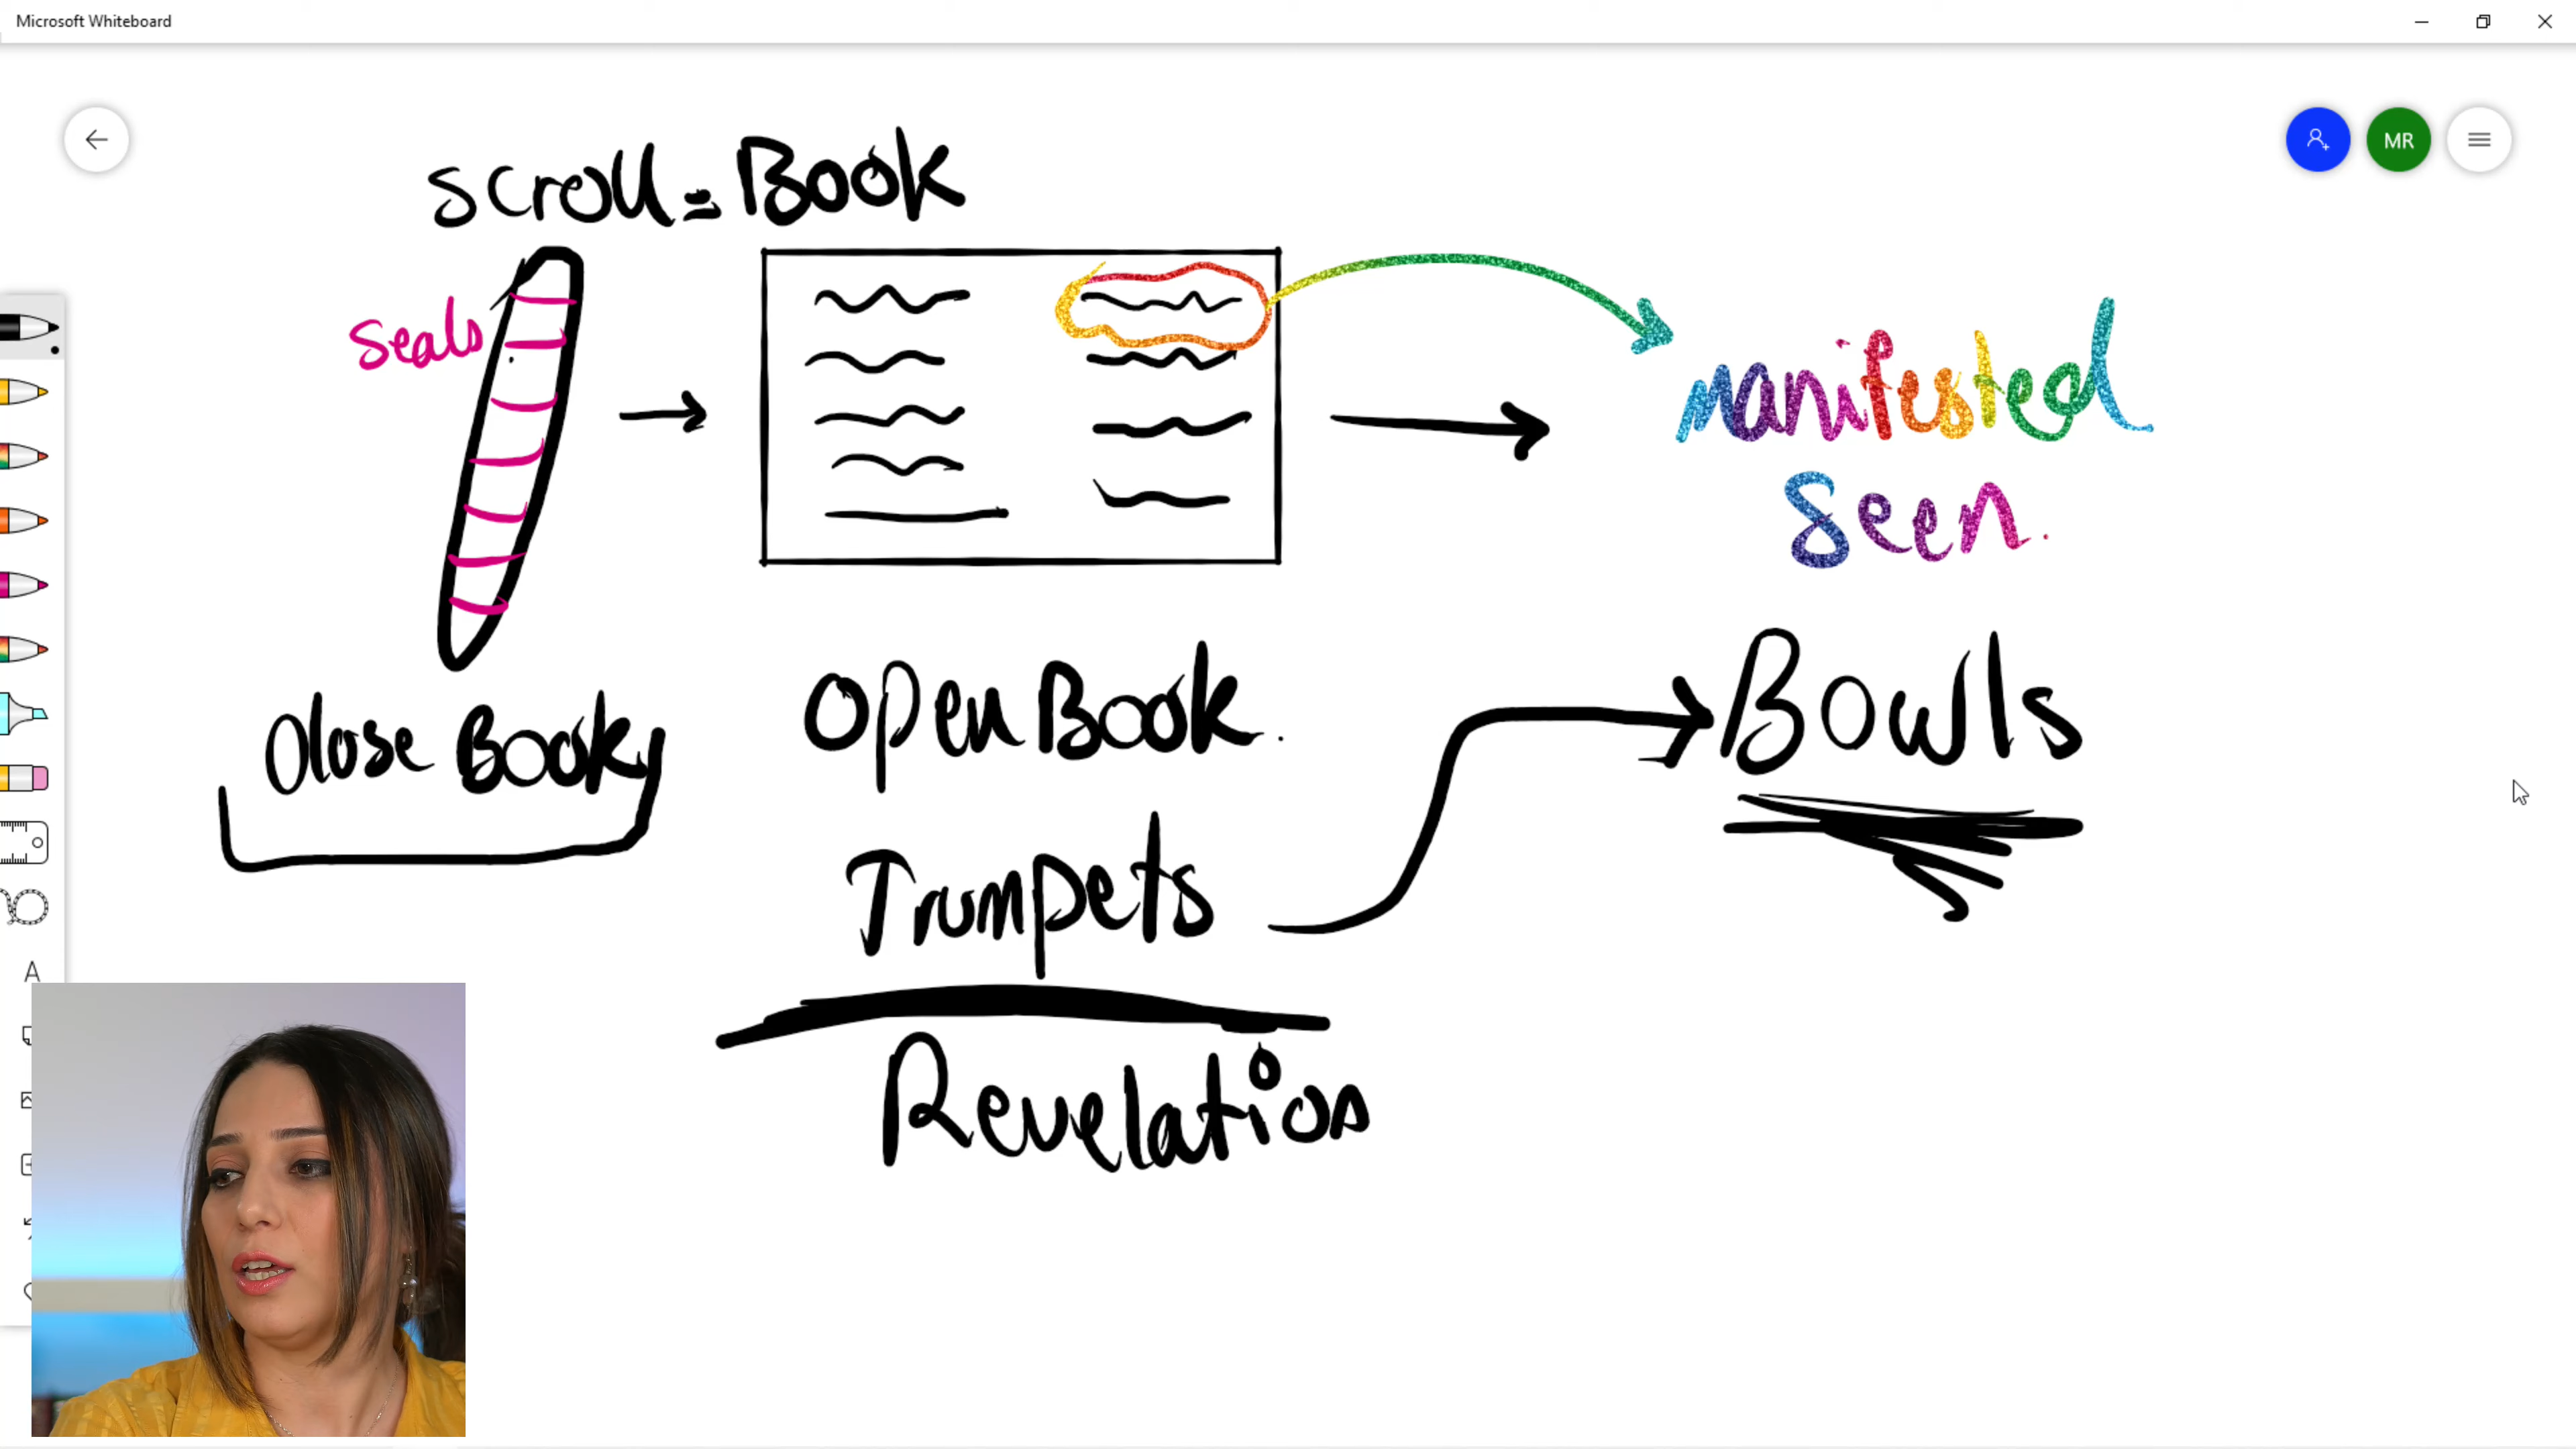 Microsoft Whiteboard
MR
scroll = Book
Seals
manifested
Seen.
Close Book
Open Book.
Bowls
Trumpets
Revelation
A